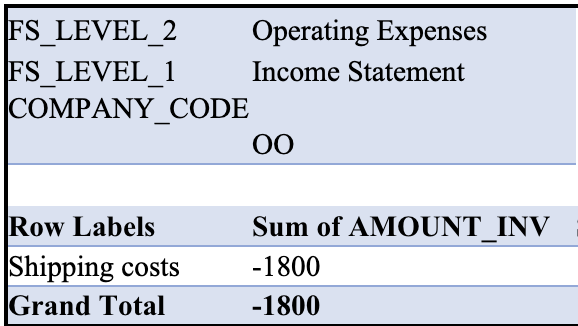 FS_LEVEL_2 Operating Expenses
FS_LEVEL_1 Income Statement
COMPANY_CODE
OO
Row Labels Sum of AMOUNT_INV
Shipping costs -1800
Grand Total -1800